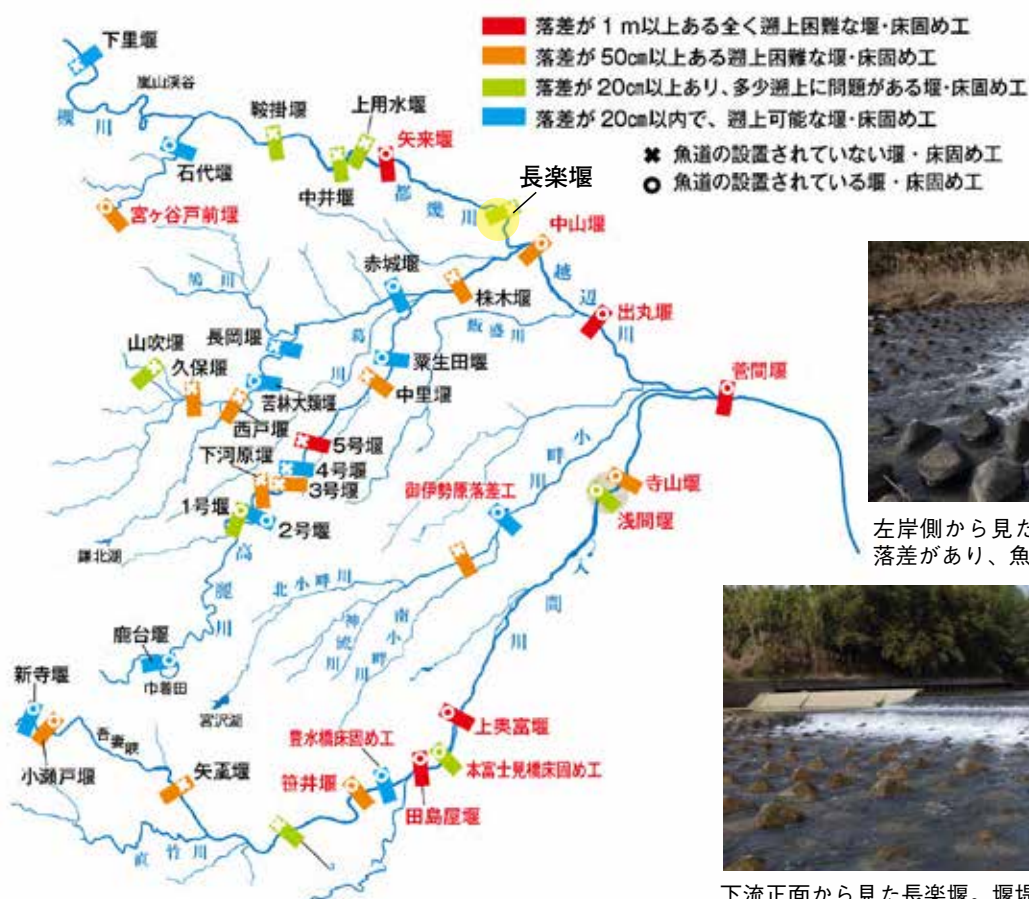 落差が1m以上ある全く遡上困難な堰・床固め工
落差が50cm以上ある遡上困難な堰・床固め工
落差が20cm以上あり、多少遡上に問題がある堰・床固め工
落差が20cm以内で、遡上可能な堰・床固め工
✖ 魚道の設置されていない堰・床固め工
○ 魚道の設置されている堰・床固め工
下里堰
嵐山渓谷
槻川
鞍掛堰
上用水堰
矢来堰
石代堰
中井堰
都幾川
長楽堰
宮ヶ谷戸前堰
中山堰
赤城堰
越辺川
鳩川
株木堰
出丸堰
飯盛川
長岡堰
葛川
山吹堰
久保堰
粟生田堰
菅間堰
苦林大類堰
中里堰
西戸堰
小畔川
5号堰
下河原堰
4号堰
3号堰
御伊勢原落差工
寺山堰
1号堰
2号堰
浅間堰
鎌北湖
高麗川
入間川
北小畔川
南小畔川
鹿台堰
巾着田
新寺堰
宮沢湖
上奥富堰
吾妻峡
豊水橋床固め工
小瀬戸堰
本富士見橋床固め工
笹井堰
田島屋堰
直竹川
左岸側から見た
落差があり、魚
下流正面から見た長楽堰。堰堤